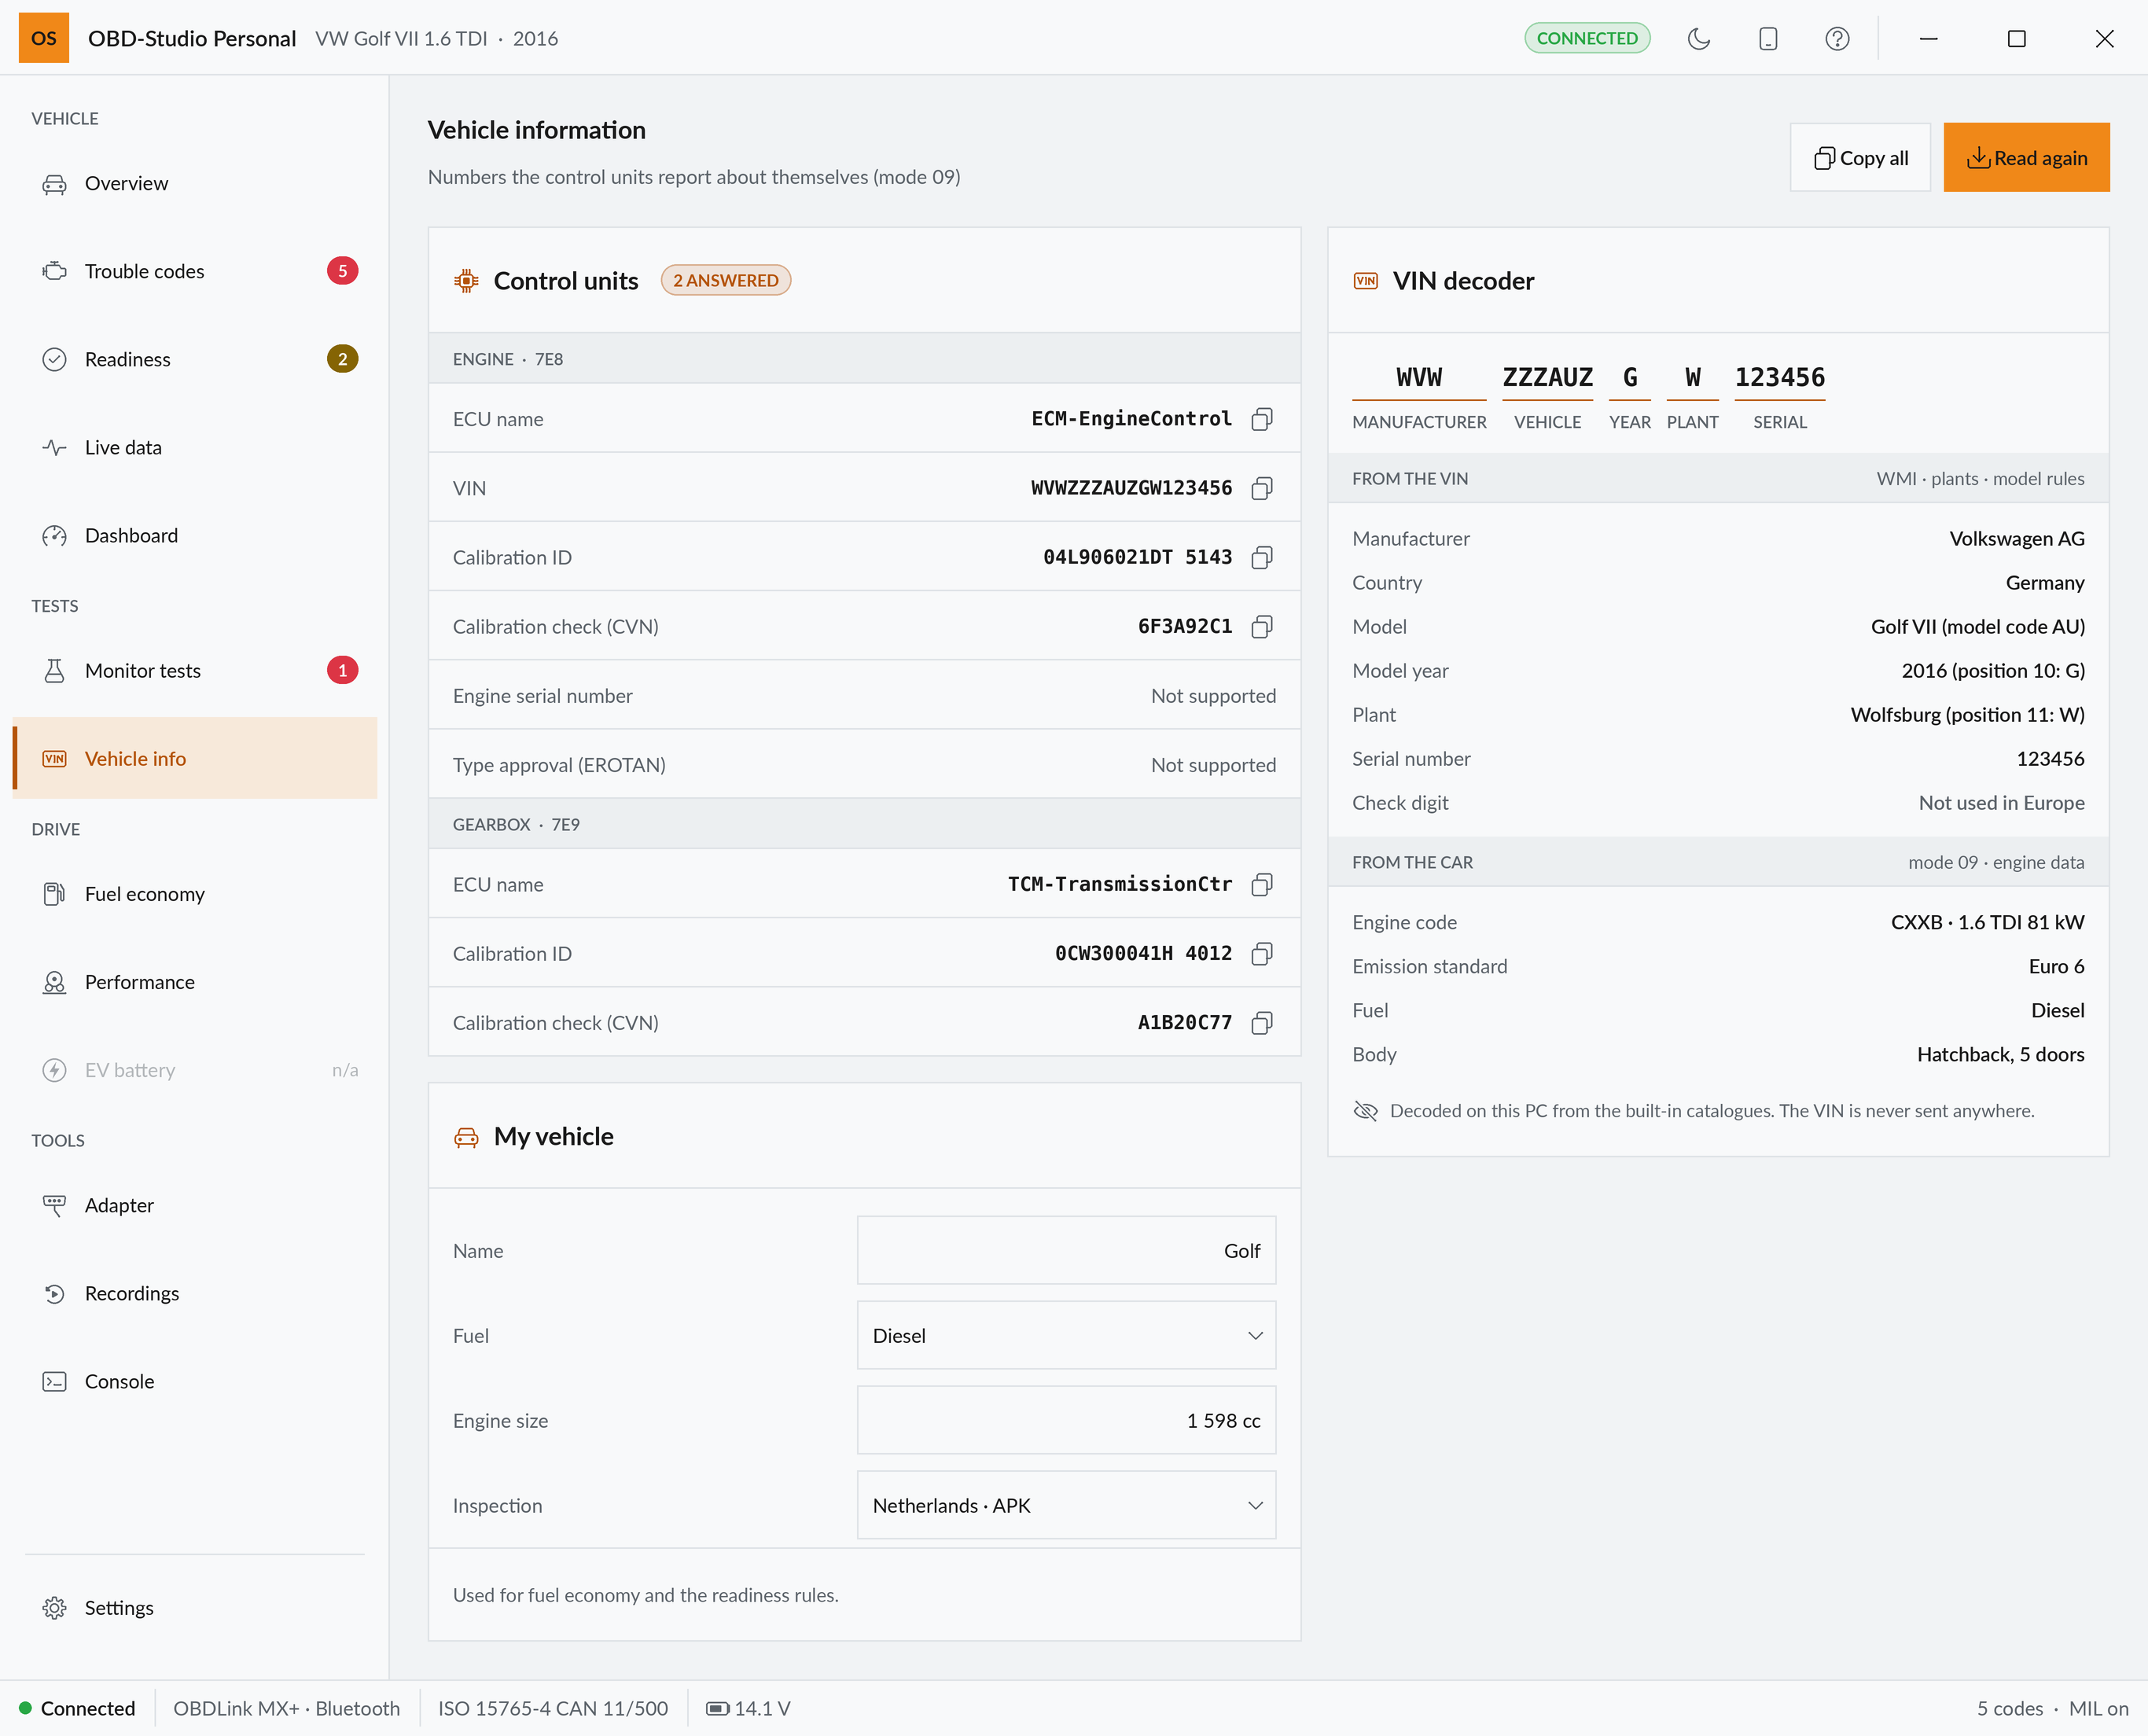 OS OBD-Studio Personal VW Golf VII 1.6 TDI · 2016 CONNECTED
VEHICLE
Overview
Trouble codes 5
Readiness 2
Live data
Dashboard
TESTS
Monitor tests 1
VIN Vehicle info
DRIVE
Fuel economy
Performance
EV battery n/a
TOOLS
Adapter
Recordings
Console
Settings
Vehicle information
Numbers the control units report about themselves (mode 09)
Copy all Read again
Control units 2 ANSWERED
ENGINE · 7E8
ECU name ECM-EngineControl
VIN WVWZZZAUZGW123456
Calibration ID 04L906021DT 5143
Calibration check (CVN) 6F3A92C1
Engine serial number Not supported
Type approval (EROTAN) Not supported
GEARBOX · 7E9
ECU name TCM-TransmissionCtr
Calibration ID 0CW300041H 4012
Calibration check (CVN) A1B20C77
My vehicle
Name Golf
Fuel Diesel
Engine size 1 598 cc
Inspection Netherlands · APK
Used for fuel economy and the readiness rules.
VIN VIN decoder
WVW ZZZAUZ G W 123456
MANUFACTURER VEHICLE YEAR PLANT SERIAL
FROM THE VIN WMI · plants · model rules
Manufacturer Volkswagen AG
Country Germany
Model Golf VII (model code AU)
Model year 2016 (position 10: G)
Plant Wolfsburg (position 11: W)
Serial number 123456
Check digit Not used in Europe
FROM THE CAR mode 09 · engine data
Engine code CXXB · 1.6 TDI 81 kW
Emission standard Euro 6
Fuel Diesel
Body Hatchback, 5 doors
Decoded on this PC from the built-in catalogues. The VIN is never sent anywhere.
Connected OBDLink MX+ · Bluetooth ISO 15765-4 CAN 11/500 14.1 V 5 codes · MIL on